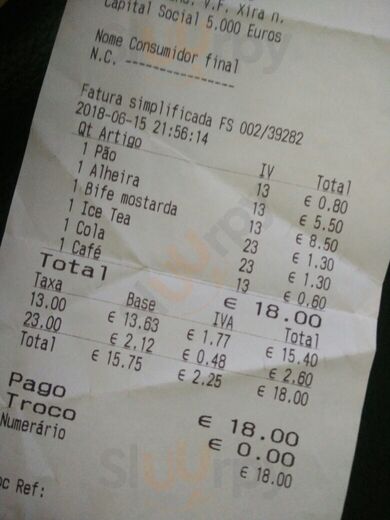 V.F. Xira n.
Capital Social 5.000 Euros
Nome Consumidor final
N.C. ----------------
Fatura simplificada FS 002/39282
2018-06-15 21:56:14
Qt Artigo IV Total
1 Pão 13 € 0.80
1 Alheira 13 € 5.50
1 Bife mostarda 13 € 8.50
1 Ice Tea 23 € 1.30
1 Cola 23 € 1.30
1 Café 13 € 0.60
Total € 18.00
Taxa Base IVA Total
13.00 € 13.63 € 1.77 € 15.40
23.00 € 2.12 € 0.48 € 2.60
Total € 15.75 € 2.25 € 18.00
Pago € 18.00
Troco € 0.00
Numerário € 18.00
oc Ref:
Sluurpy